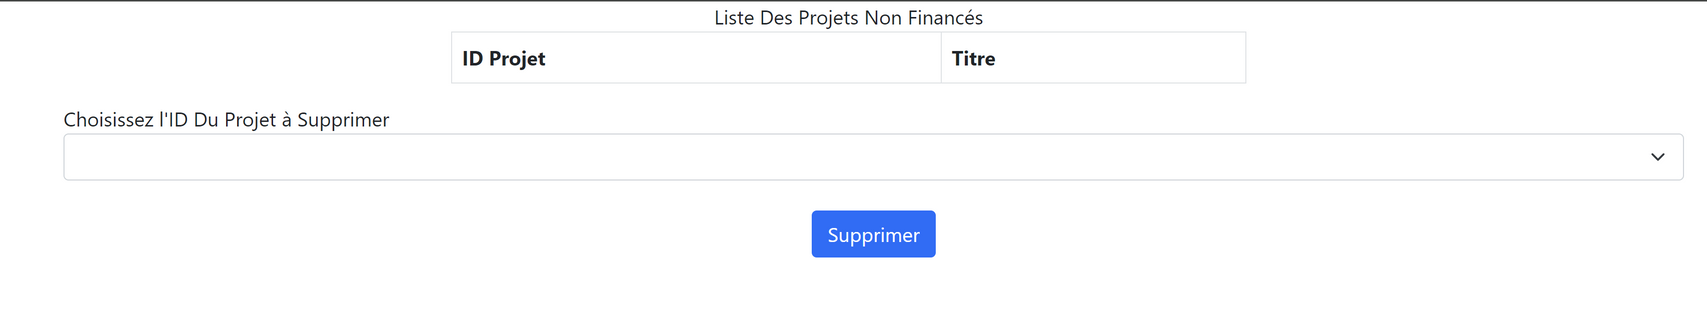 Liste Des Projets Non Financés
ID Projet Titre
Choisissez l'ID Du Projet à Supprimer
Supprimer